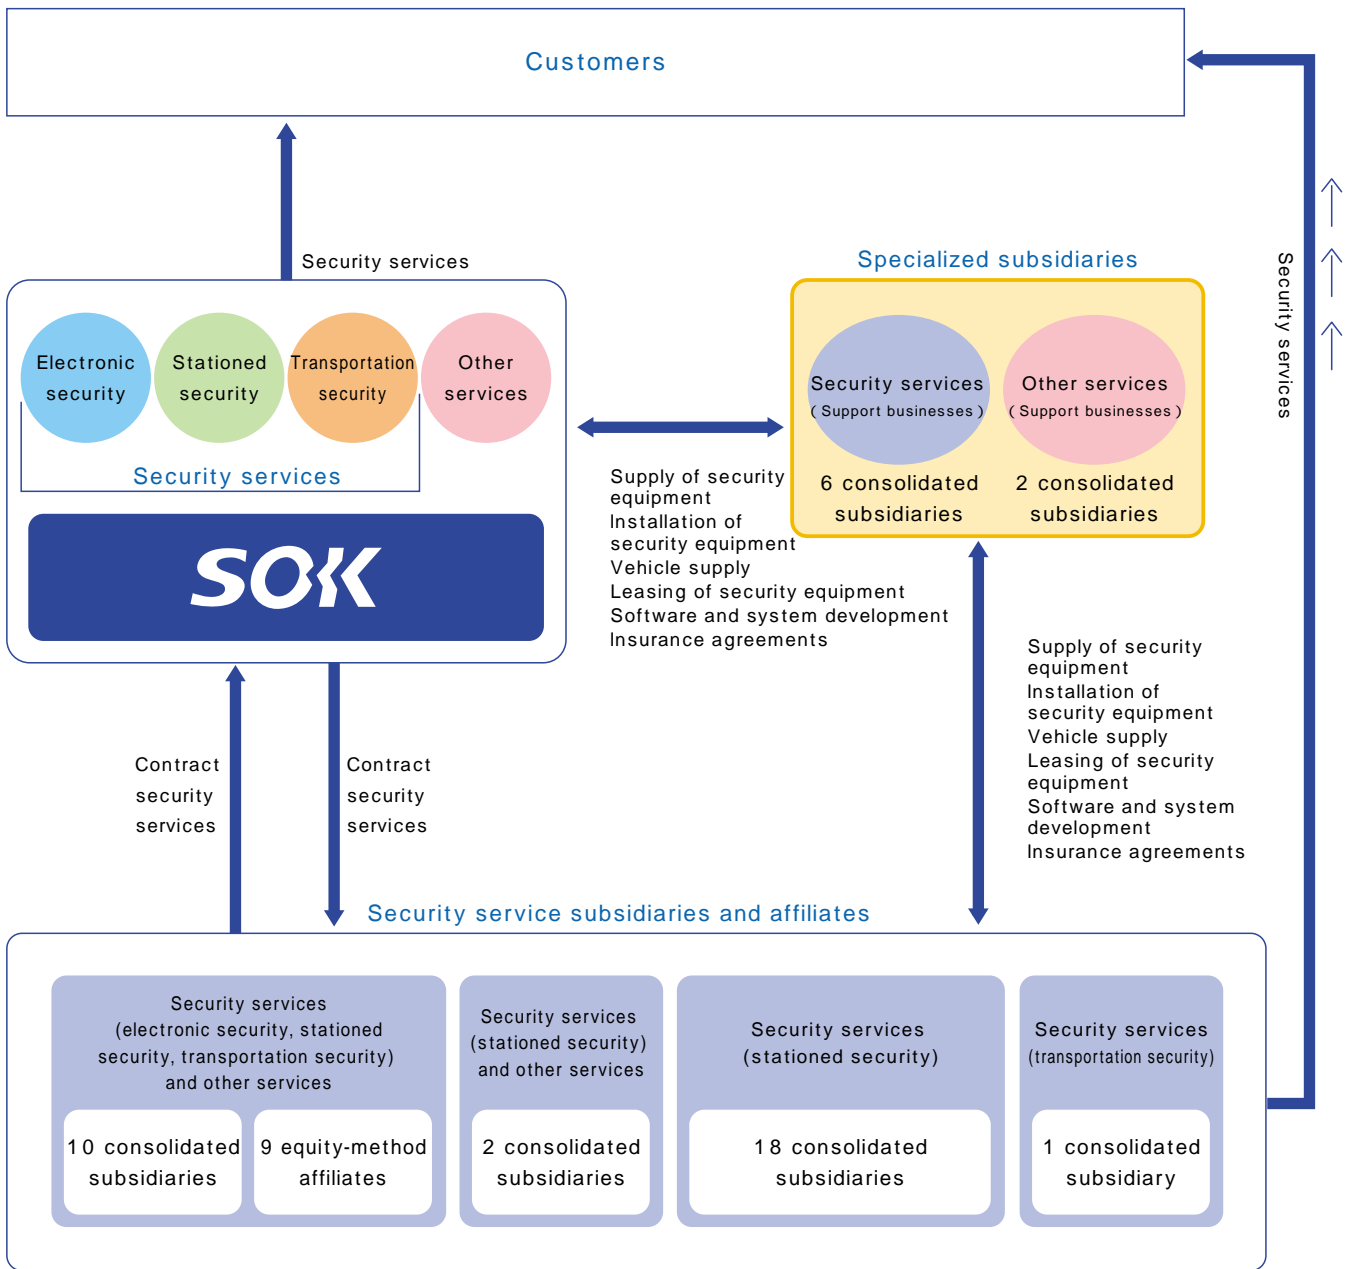 Customers
Security services
Electronic
security
Stationed
security
Transportation
security
Other
services
Security services
SOK
Specialized subsidiaries
Security services
(Support businesses)
Other services
(Support businesses)
6 consolidated
subsidiaries
2 consolidated
subsidiaries
Security services
Supply of security
equipment
Installation of
security equipment
Vehicle supply
Leasing of security equipment
Software and system development
Insurance agreements
Supply of security
equipment
Installation of
security equipment
Vehicle supply
Leasing of security
equipment
Software and system
development
Insurance agreements
Contract
security
services
Contract
security
services
Security service subsidiaries and affiliates
Security services
(electronic security, stationed
security, transportation security)
and other services
10 consolidated
subsidiaries
9 equity-method
affiliates
Security services
(stationed security)
and other services
2 consolidated
subsidiaries
Security services
(stationed security)
18 consolidated
subsidiaries
Security services
(transportation security)
1 consolidated
subsidiary